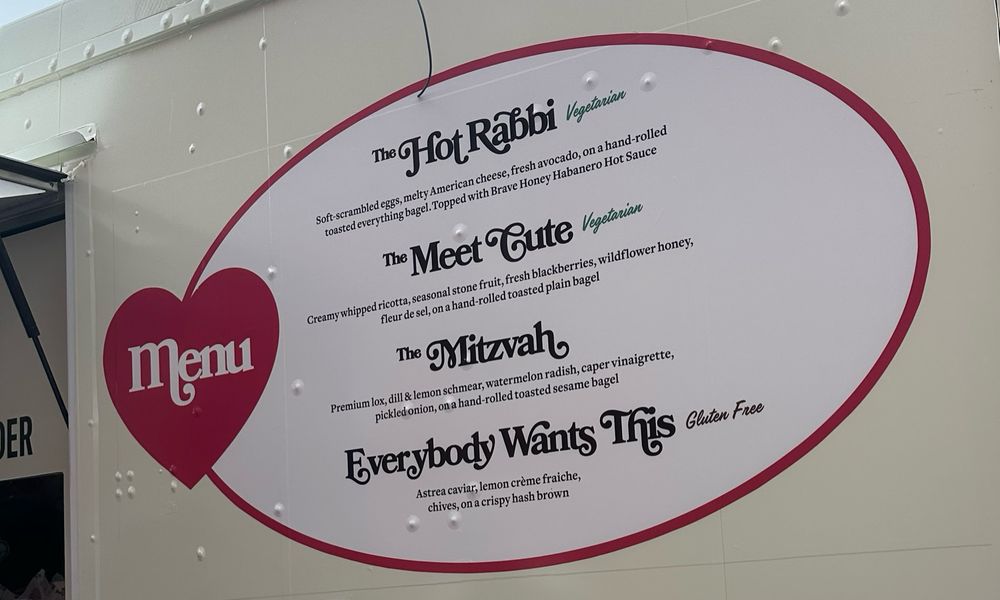 The Hot Rabbi Vegetarian
Soft-scrambled eggs, melty American cheese, fresh avocado, on a hand-rolled
toasted everything bagel. Topped with Brave Honey Habanero Hot Sauce
The Meet Cute Vegetarian
Creamy whipped ricotta, seasonal stone fruit, fresh blackberries, wildflower honey,
fleur de sel, on a hand-rolled toasted plain bagel
Menu
The Mitzvah
Premium lox, dill & lemon schmear, watermelon radish, caper vinaigrette,
pickled onion, on a hand-rolled toasted sesame bagel
Everybody Wants This Gluten Free
Astrea caviar, lemon crème fraiche,
chives, on a crispy hash brown
DER